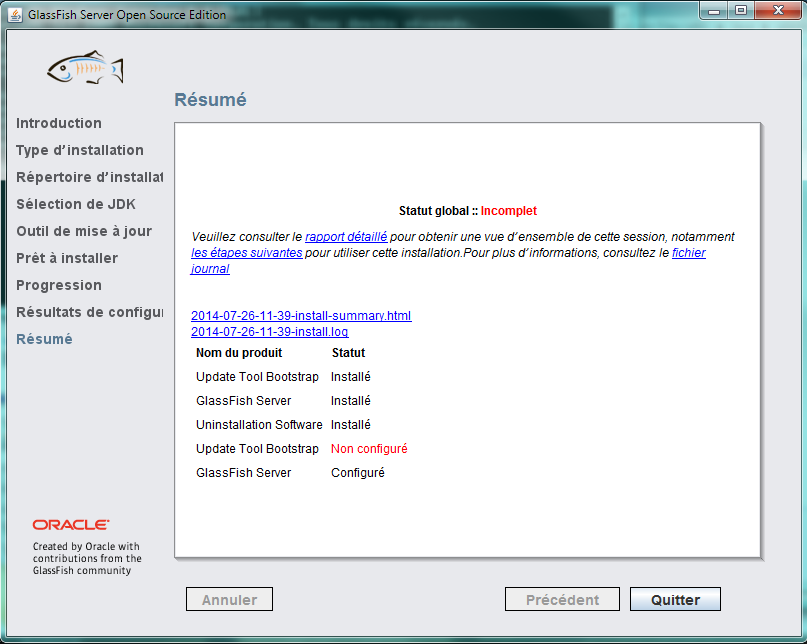 GlassFish Server Open Source Edition
Résumé
Introduction
Type d'installation
Répertoire d'installat
Sélection de JDK
Outil de mise à jour
Prêt à installer
Progression
Résultats de configu
Résumé
Statut global :: Incomplet
Veuillez consulter le rapport détaillé pour obtenir une vue d'ensemble de cette session, notamment
les étapes suivantes pour utiliser cette installation.Pour plus d'informations, consultez le fichier
journal
2014-07-26-11-39-install-summary.html
2014-07-26-11-39-install.log
Nom du produit Statut
Update Tool Bootstrap Installé
GlassFish Server Installé
Uninstallation Software Installé
Update Tool Bootstrap Non configuré
GlassFish Server Configuré
ORACLE
Created by Oracle with
contributions from the
GlassFish community
Annuler
Précédent
Quitter